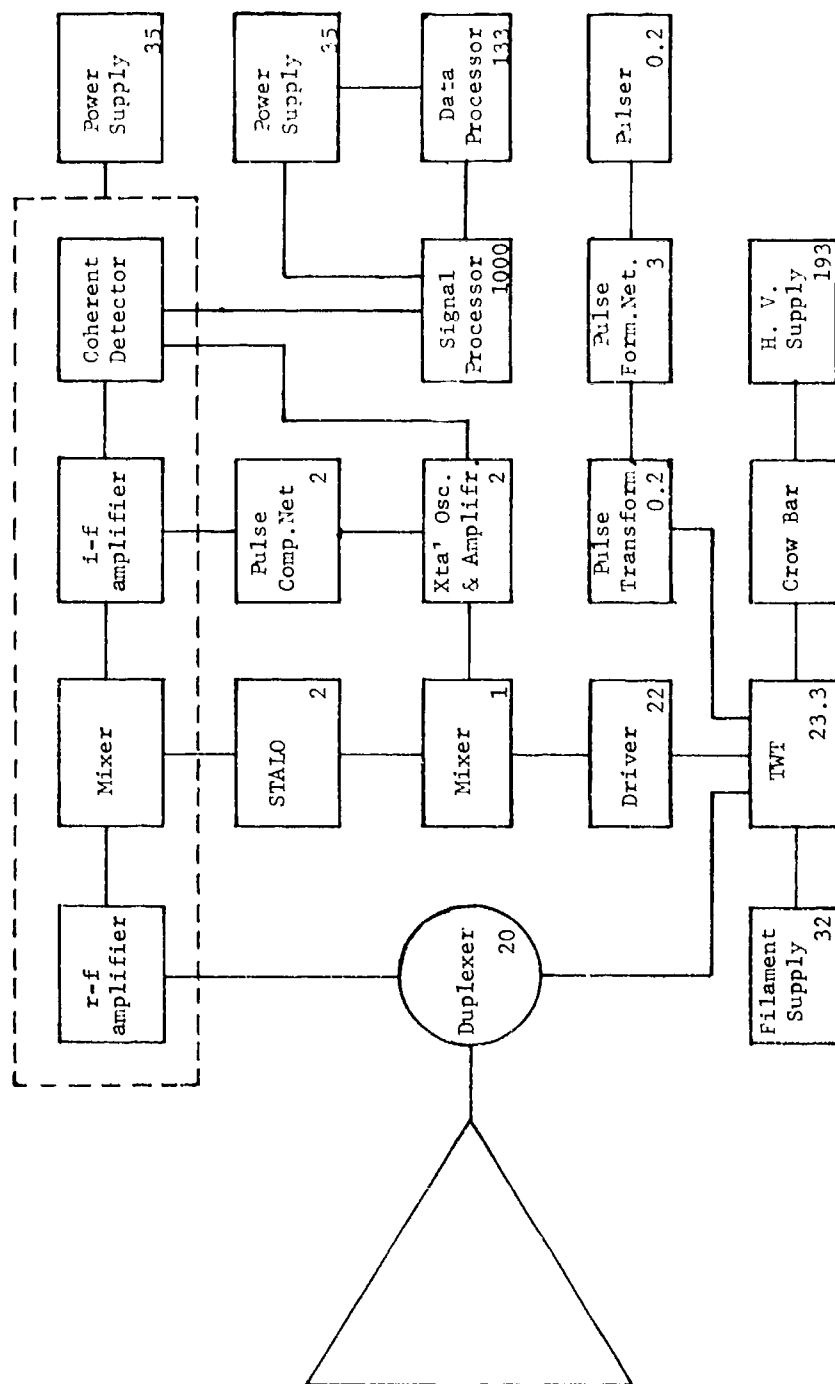 r-f
amplifier
Mixer
i-f
amplifier
Coherent
Detector
Power
Supply
35
STALO
2
Pulse
Comp.Net
2
Power
Supply
35
Duplexer
20
Mixer
1
Xta' Osc.
& Amplifr.
2
Signal
Processor
1000
Data
Processor
133
Driver
22
Pulse
Transform.
0.2
Pulse
Form.Net.
3
Pulser
0.2
Filament
Supply
32
TWT
23.3
Crow Bar
H. V.
Supply
193